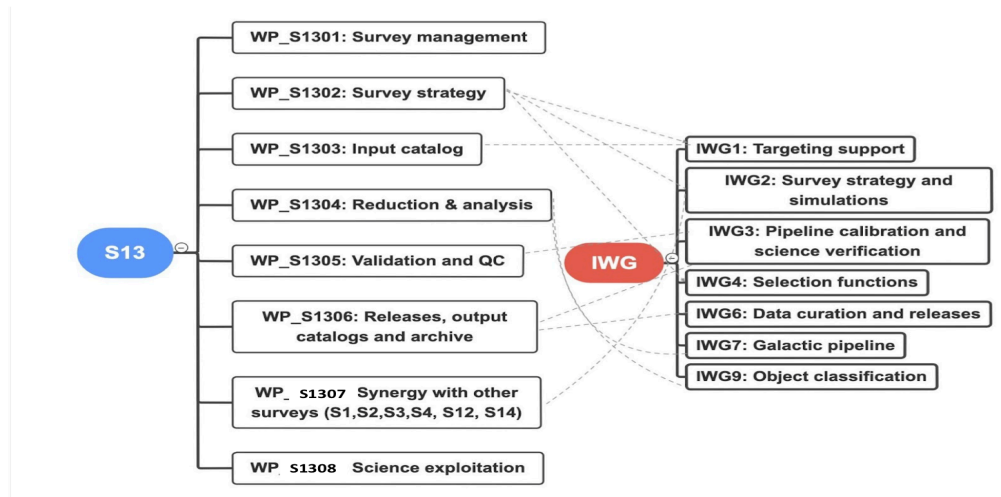 S13
WP_S1301: Survey management
WP_S1302: Survey strategy
WP_S1303: Input catalog
WP_S1304: Reduction & analysis
WP_S1305: Validation and QC
WP_S1306: Releases, output
catalogs and archive
WP_ S1307 Synergy with other
surveys (S1,S2,S3,S4, S12, S14)
WP_ S1308 Science exploitation
IWG
IWG1: Targeting support
IWG2: Survey strategy and
simulations
IWG3: Pipeline calibration and
science verification
IWG4: Selection functions
IWG6: Data curation and releases
IWG7: Galactic pipeline
IWG9: Object classification